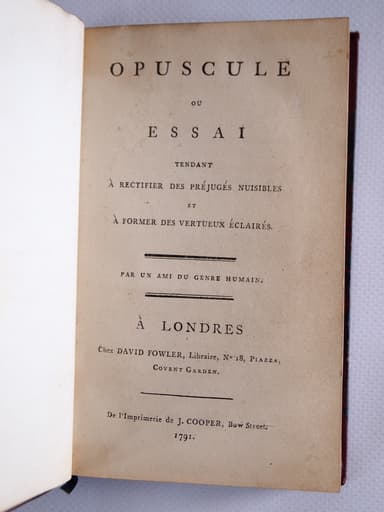 OPUSCULE
OU
ESSAI
TENDANT
À RECTIFIER DES PRÉJUGÉS NUISIBLES
ET
À FORMER DES VERTUEUX ÉCLAIRÉS.
PAR UN AMI DU GENRE HUMAIN.
À LONDRES
Chez DAVID FOWLER, Libraire, No 18, PIAZZA,
COVENT GARDEN.
De l'Imprimerie de J. COOPER, Bow Street.
1791.